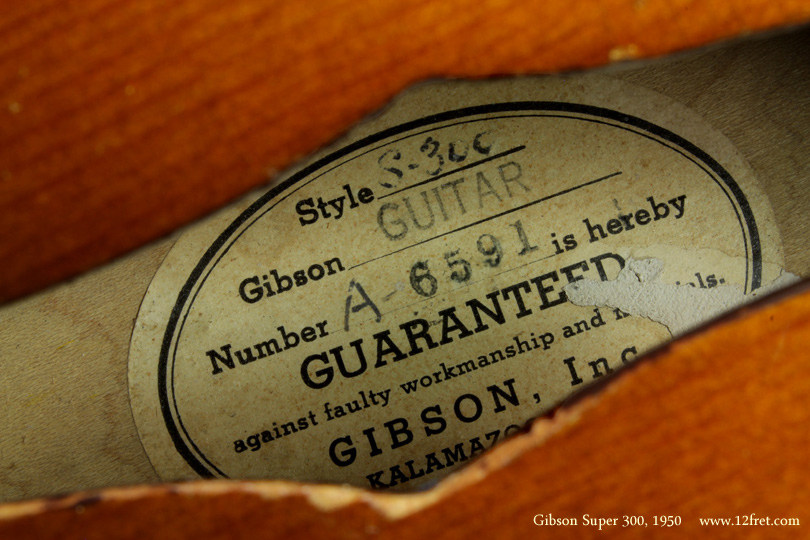 Style S-300
Gibson GUITAR
Number A-6591 is hereby
GUARANTEED
against faulty workmanship and
GIBSON, Inc
Gibson Super 300, 1950 www.12fret.com